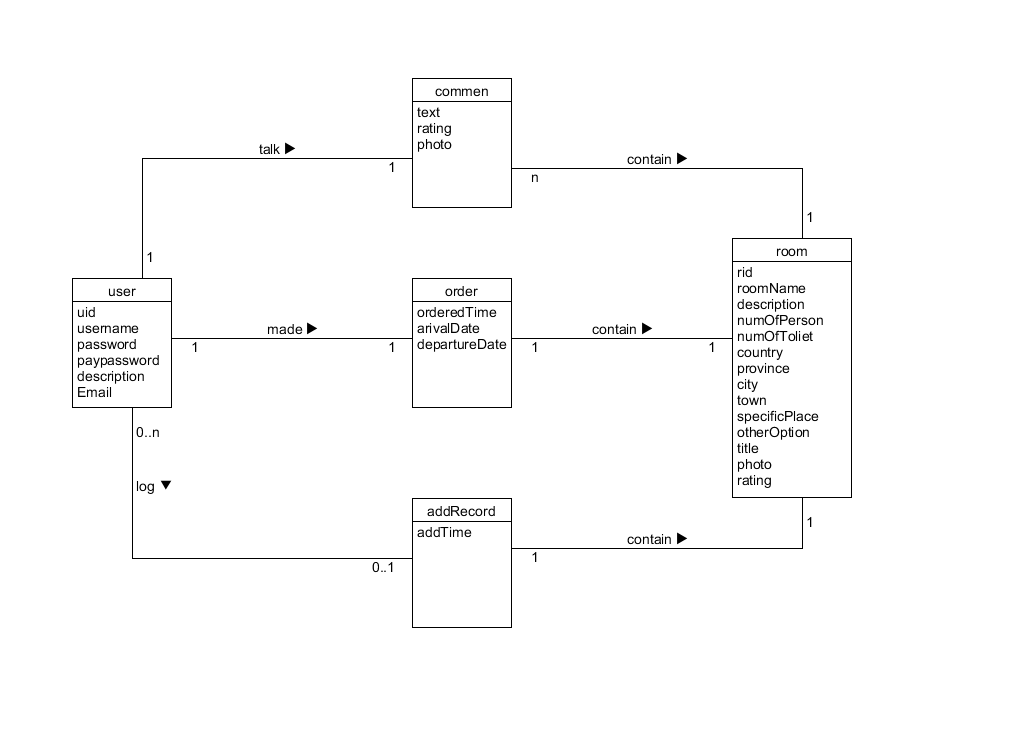 commen
text
rating
photo
talk ▶
1
1
contain ▶
n
1
user
uid
username
password
paypassword
description
Email
made ▶
1
1
order
orderedTime
arivalDate
departureDate
contain ▶
1
1
room
rid
roomName
description
numOfPerson
numOfToliet
country
province
city
town
specificPlace
otherOption
title
photo
rating
0..n
log ▼
0..1
addRecord
addTime
contain ▶
1
1